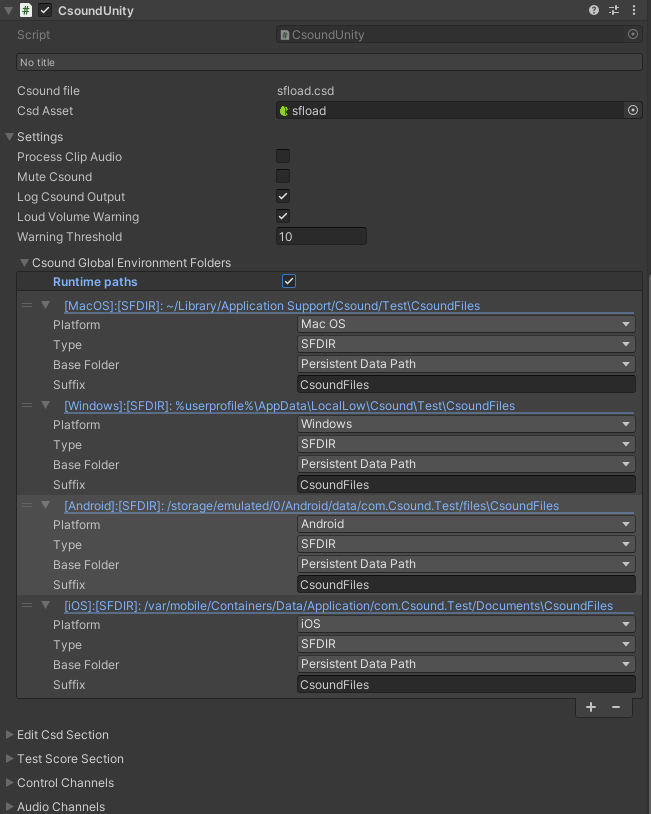 CsoundUnity
Script CsoundUnity
No title
Csound file sfload.csd
Csd Asset sfload
Settings
Process Clip Audio
Mute Csound
Log Csound Output
Loud Volume Warning
Warning Threshold 10
Csound Global Environment Folders
Runtime paths
[MacOS]:[SFDIR]: ~/Library/Application Support/Csound/Test\CsoundFiles
Platform Mac OS
Type SFDIR
Base Folder Persistent Data Path
Suffix CsoundFiles
[Windows]:[SFDIR]: %userprofile%\AppData\LocalLow\Csound\Test\CsoundFiles
Platform Windows
Type SFDIR
Base Folder Persistent Data Path
Suffix CsoundFiles
[Android]:[SFDIR]: /storage/emulated/0/Android/data/com.Csound.Test/files\CsoundFiles
Platform Android
Type SFDIR
Base Folder Persistent Data Path
Suffix CsoundFiles
[iOS]:[SFDIR]: /var/mobile/Containers/Data/Application/com.Csound.Test/Documents\CsoundFiles
Platform iOS
Type SFDIR
Base Folder Persistent Data Path
Suffix CsoundFiles
Edit Csd Section
Test Score Section
Control Channels
Audio Channels